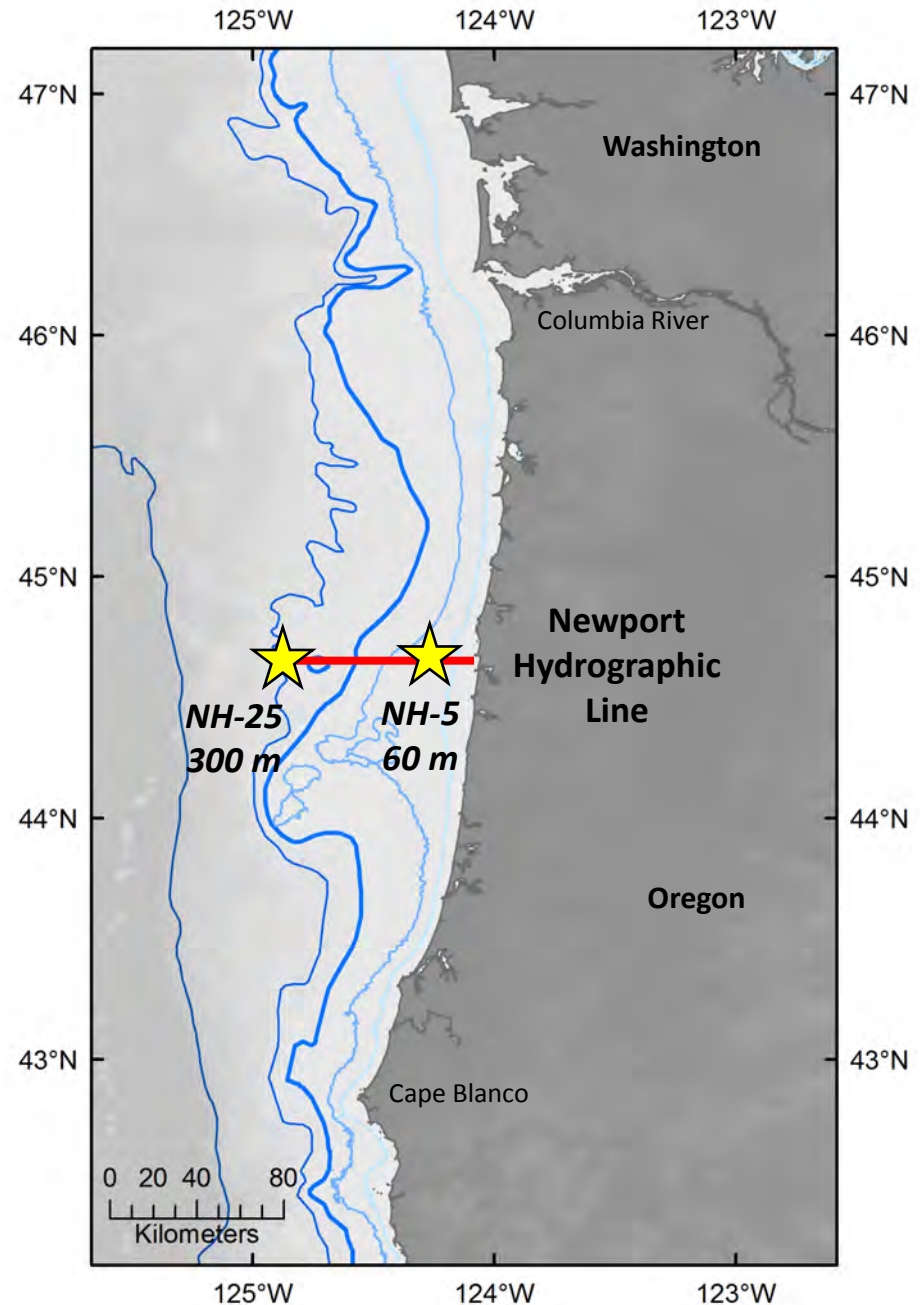 125°W 124°W 123°W
47°N 47°N
Washington
46°N 46°N
Columbia River
45°N 45°N
Newport
Hydrographic
Line
NH-25 NH-5
300 m 60 m
44°N 44°N
Oregon
43°N 43°N
Cape Blanco
0 20 40 80
Kilometers
125°W 124°W 123°W